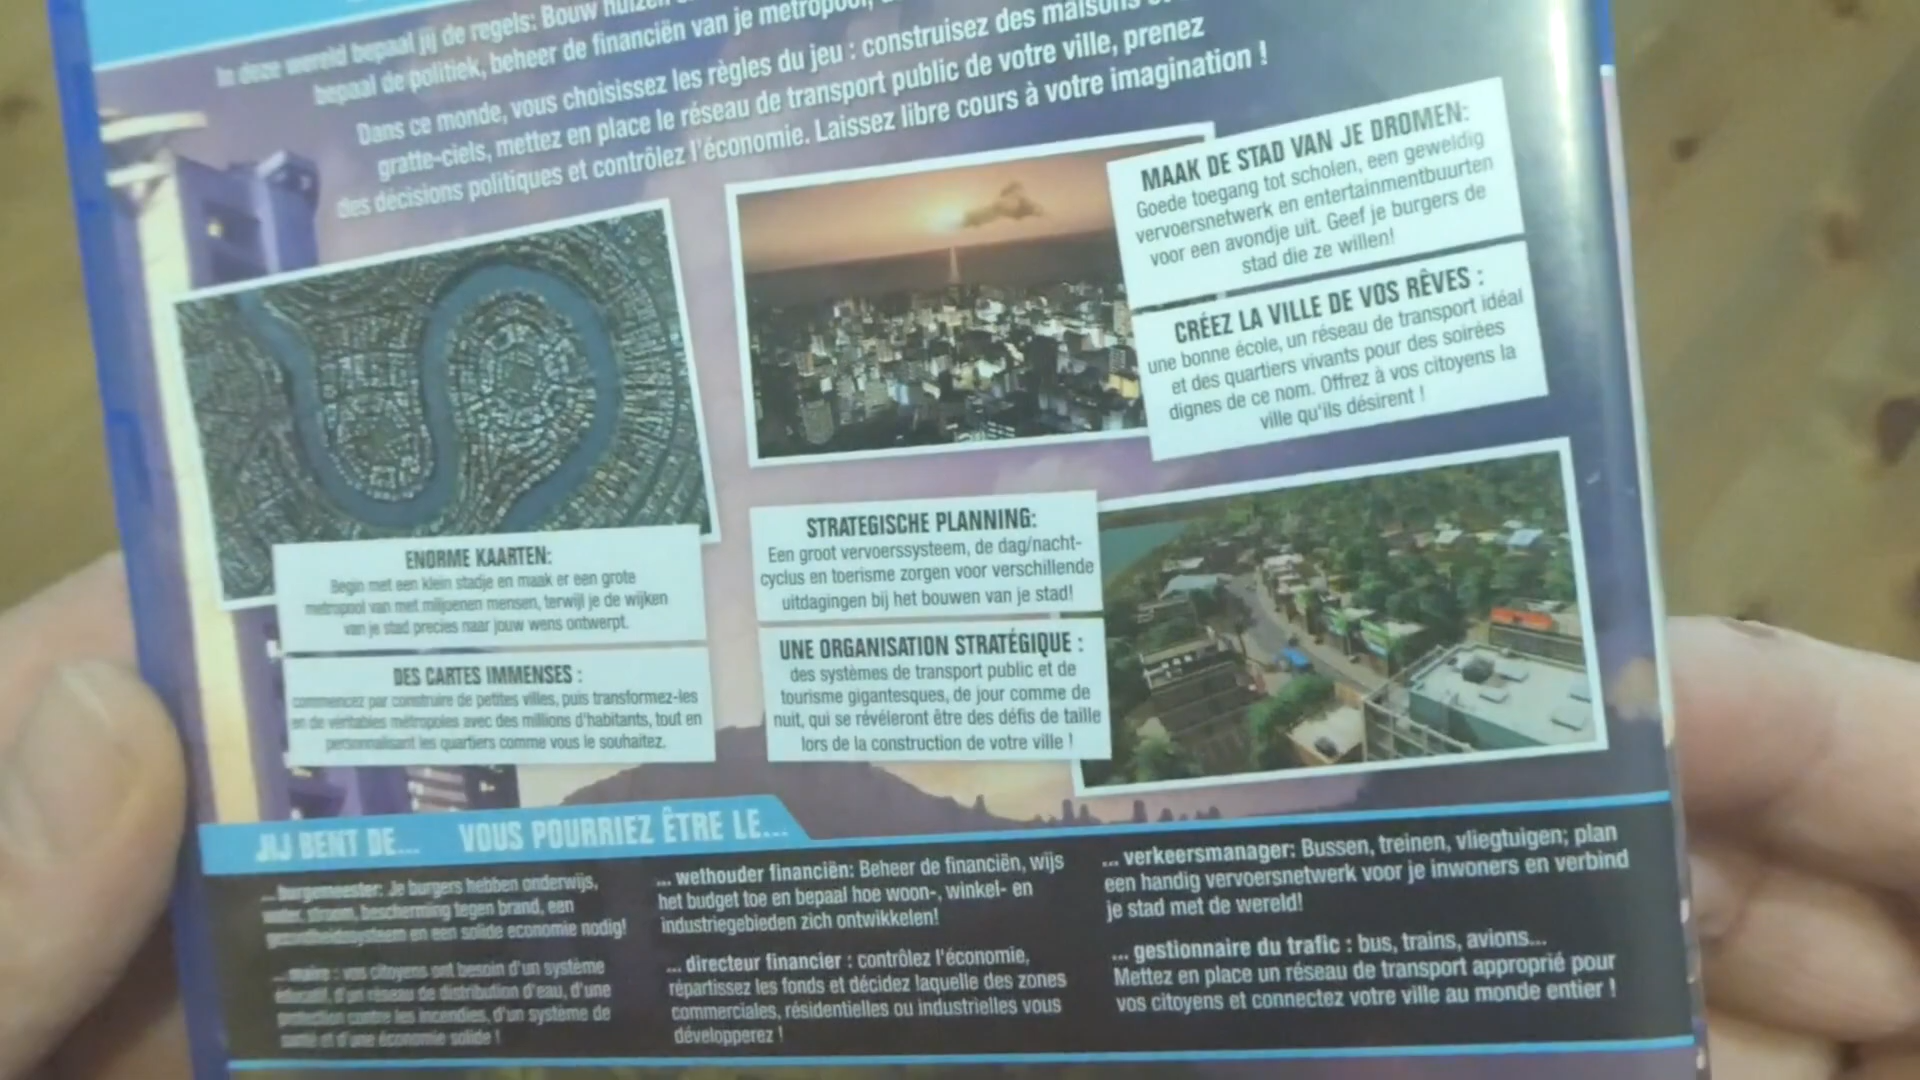 In deze wereld bepaal jij de regels: Bouw huizen
bepaal de politiek, beheer de financiën van je metropool,
Dans ce monde, vous choisissez les règles du jeu : construisez des maisons
gratte-ciels, mettez en place le réseau de transport public de votre ville, prenez
des décisions politiques et contrôlez l'économie. Laissez libre cours à votre imagination !
MAAK DE STAD VAN JE DROMEN:
Goede toegang tot scholen, een geweldig
vervoersnetwerk en entertainmentbuurten
voor een avondje uit. Geef je burgers de
stad die ze willen!
CRÉEZ LA VILLE DE VOS RÊVES :
une bonne école, un réseau de transport idéal
et des quartiers vivants pour des soirées
dignes de ce nom. Offrez à vos citoyens la
ville qu'ils désirent !
ENORME KAARTEN:
Begin met een klein stadje en maak er een grote
metropool van met miljoenen mensen, terwijl je de wijken
van je stad precies naar jouw wens ontwerpt.
DES CARTES IMMENSES :
commencez par construire de petites villes, puis transformez-les
en de véritables métropoles avec des millions d'habitants, tout en
personnalisant les quartiers comme vous le souhaitez.
STRATEGISCHE PLANNING:
Een groot vervoerssysteem, de dag/nacht-
cyclus en toerisme zorgen voor verschillende
uitdagingen bij het bouwen van je stad!
UNE ORGANISATION STRATÉGIQUE :
des systèmes de transport public et de
tourisme gigantesques, de jour comme de
nuit, qui se révéleront être des défis de taille
lors de la construction de votre ville !
JIJ BENT DE... VOUS POURRIEZ ÊTRE LE...
... burgemeester: Je burgers hebben onderwijs,
water, stroom, bescherming tegen brand, een
gezondheidssysteem en een solide economie nodig!
... maire : vos citoyens ont besoin d'un système
éducatif, d'un réseau de distribution d'eau, d'une
protection contre les incendies, d'un système de
santé et d'une économie solide !
... wethouder financiën: Beheer de financiën, wijs
het budget toe en bepaal hoe woon-, winkel- en
industriegebieden zich ontwikkelen!
... directeur financier : contrôlez l'économie,
répartissez les fonds et décidez laquelle des zones
commerciales, résidentielles ou industrielles vous
développerez !
... verkeersmanager: Bussen, treinen, vliegtuigen; plan
een handig vervoersnetwerk voor je inwoners en verbind
je stad met de wereld!
... gestionnaire du trafic : bus, trains, avions...
Mettez en place un réseau de transport approprié pour
vos citoyens et connectez votre ville au monde entier !